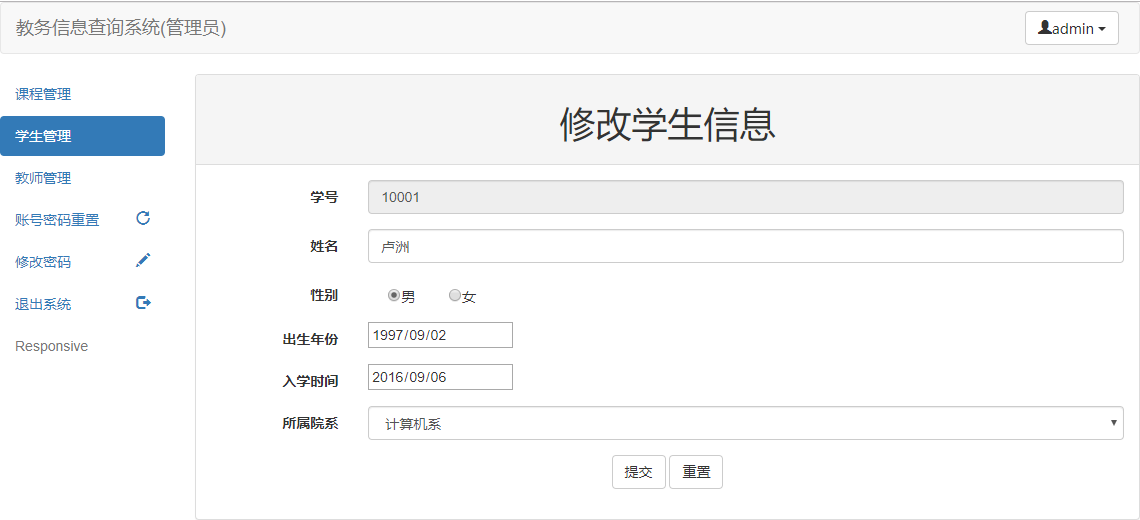 教务信息查询系统(管理员)
admin
课程管理
学生管理
教师管理
账号密码重置
修改密码
退出系统
Responsive
修改学生信息
学号 10001
姓名 卢洲
性别 男 女
出生年份 1997/09/02
入学时间 2016/09/06
所属院系 计算机系
提交 重置